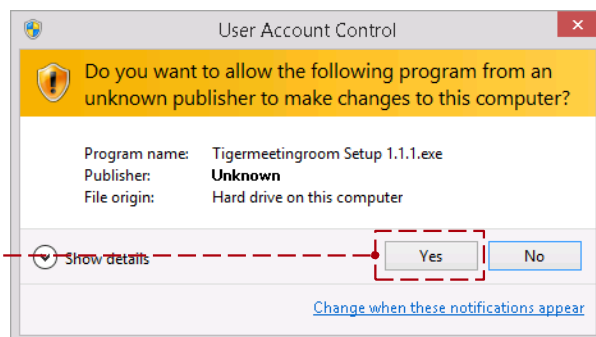 User Account Control
Do you want to allow the following program from an
unknown publisher to make changes to this computer?
Program name: Tigermeetingroom Setup 1.1.1.exe
Publisher: Unknown
File origin: Hard drive on this computer
Show details
Yes
No
Change when these notifications appear